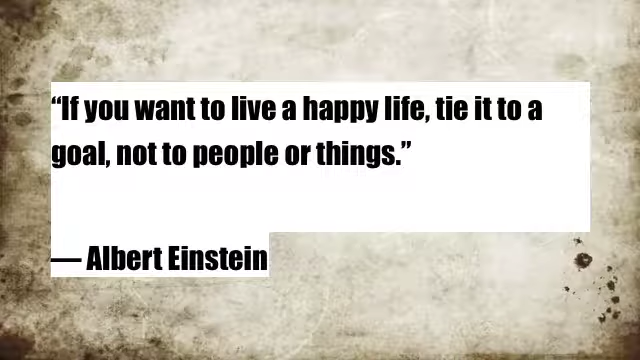 “If you want to live a happy life, tie it to a
goal, not to people or things.”
— Albert Einstein